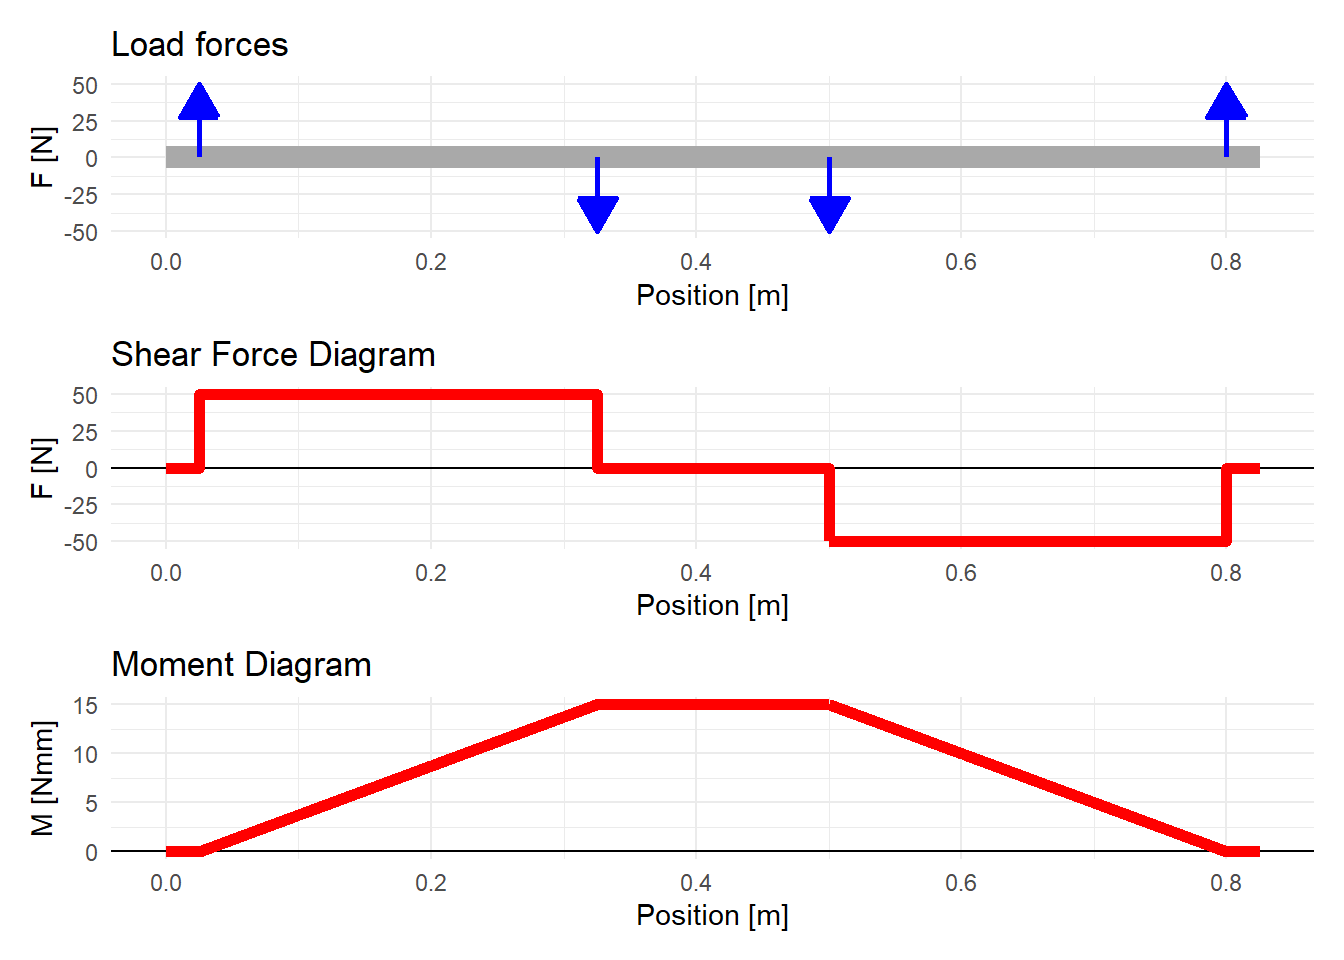 Load forces
50
25
0
-25
-50
F [N]
0.0 0.2 0.4 0.6 0.8
Position [m]
Shear Force Diagram
50
25
0
-25
-50
F [N]
0.0 0.2 0.4 0.6 0.8
Position [m]
Moment Diagram
15
10
5
0
M [Nmm]
0.0 0.2 0.4 0.6 0.8
Position [m]